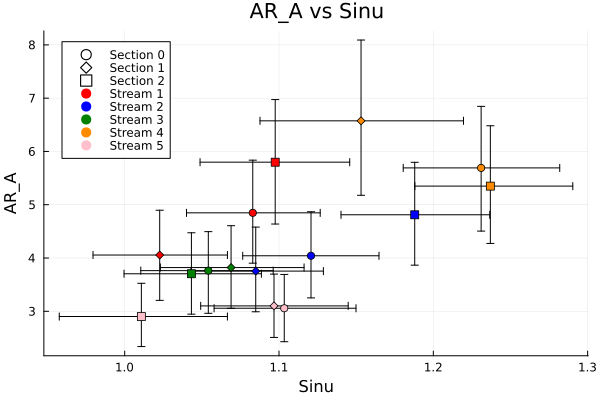 AR_A vs Sinu
Section 0
Section 1
Section 2
Stream 1
Stream 2
Stream 3
Stream 4
Stream 5
8
7
6
5
4
3
AR_A
1.0 1.1 1.2 1.3
Sinu